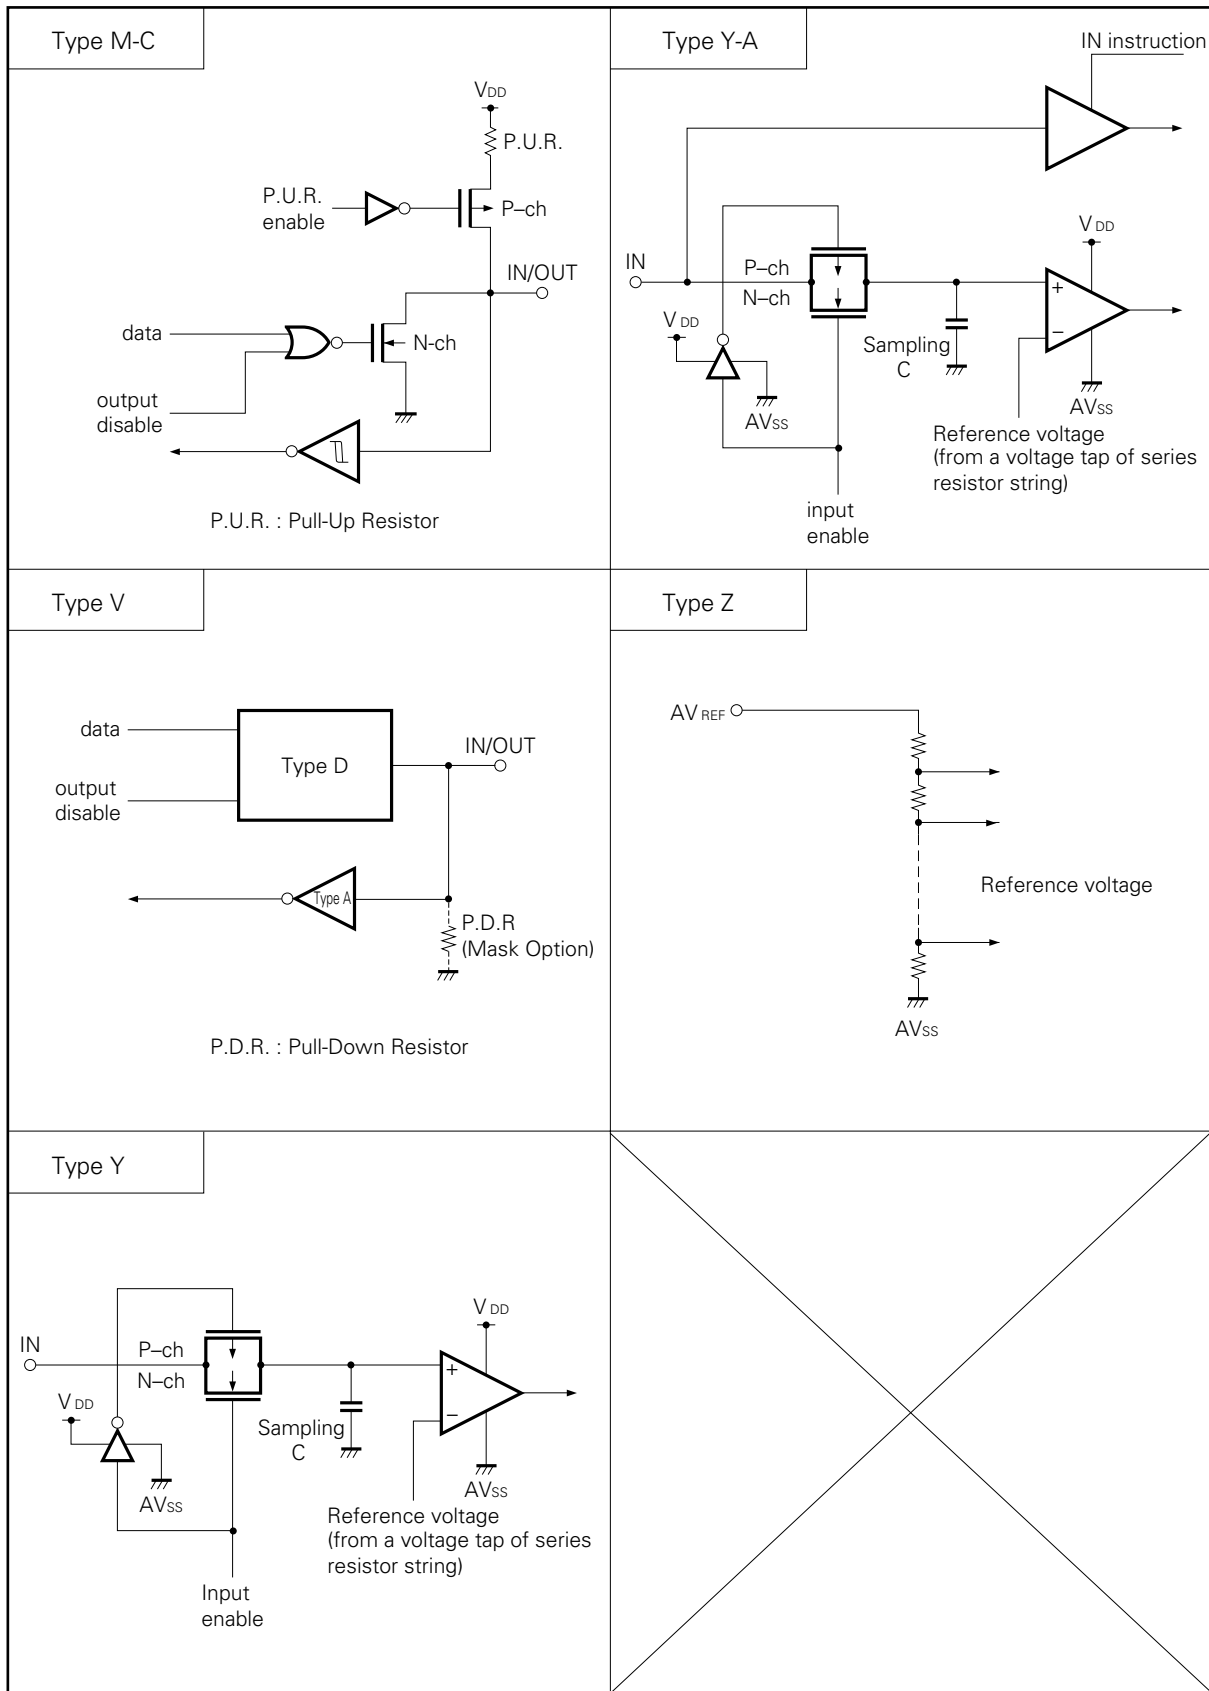 Type M-C
VDD
P.U.R.
P.U.R.
enable
P–ch
IN/OUT
data
N-ch
output
disable
P.U.R. : Pull-Up Resistor
Type Y-A
IN instruction
VDD
IN
P–ch
N–ch
+
–
VDD
Sampling
C
AVSS
AVSS
Reference voltage
(from a voltage tap of series
resistor string)
input
enable
Type V
data
IN/OUT
Type D
output
disable
Type A
P.D.R
(Mask Option)
P.D.R. : Pull-Down Resistor
Type Z
AVREF
Reference voltage
AVSS
Type Y
VDD
IN
P–ch
N–ch
+
–
VDD
Sampling
C
AVSS
AVSS
Reference voltage
(from a voltage tap of series
resistor string)
Input
enable